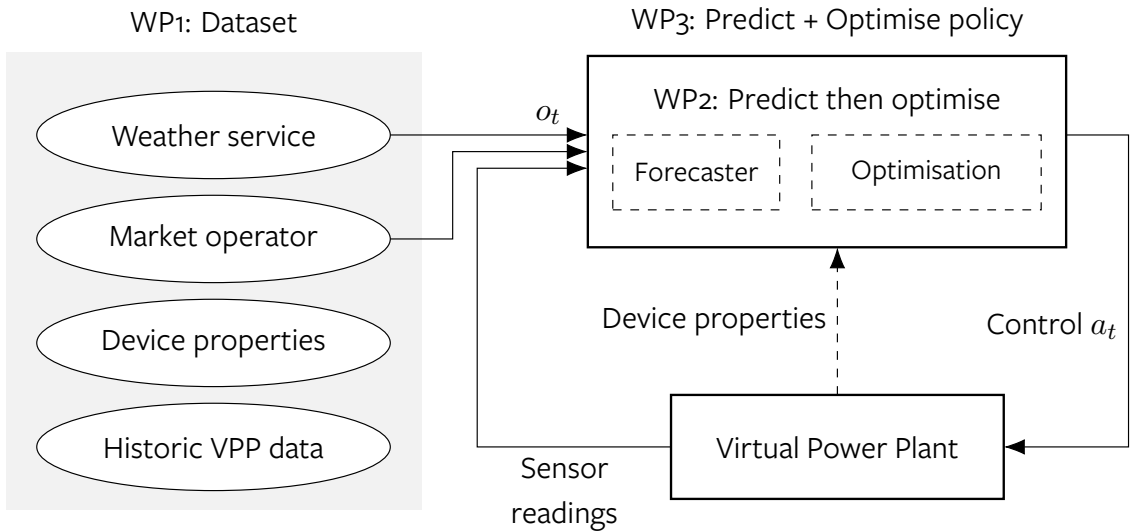 WP1: Dataset
WP3: Predict + Optimise policy
Weather service
Market operator
Device properties
Historic VPP data
o_t
WP2: Predict then optimise
Forecaster
Optimisation
Device properties
Control a_t
Virtual Power Plant
Sensor
readings